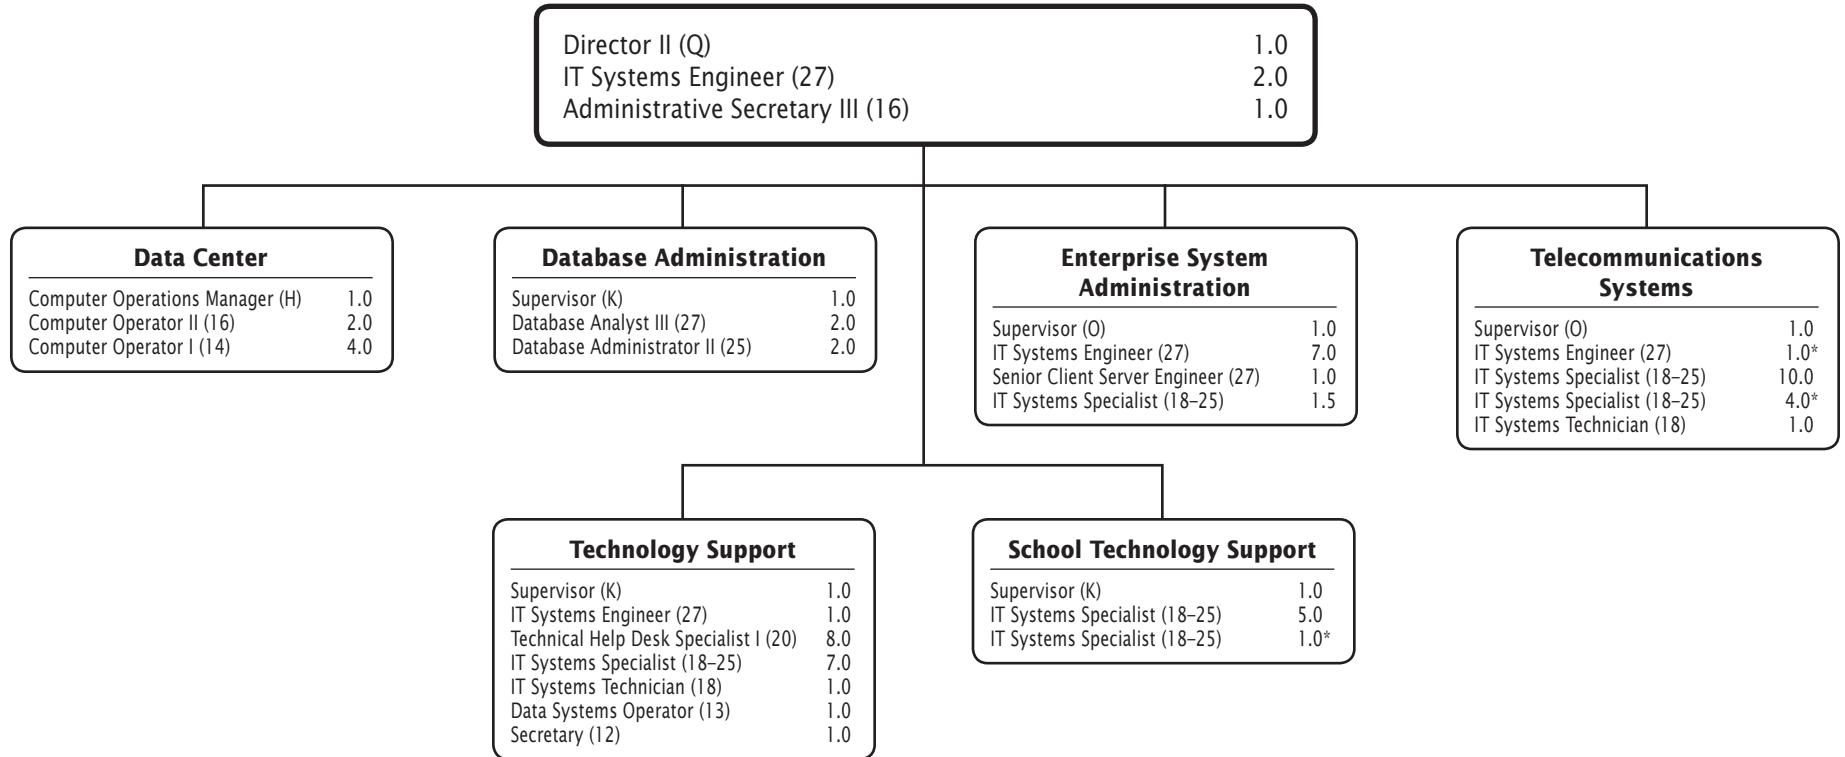 Director II (Q) 1.0
IT Systems Engineer (27) 2.0
Administrative Secretary III (16) 1.0
Data Center
Computer Operations Manager (H) 1.0
Computer Operator II (16) 2.0
Computer Operator I (14) 4.0
Database Administration
Supervisor (K) 1.0
Database Analyst III (27) 2.0
Database Administrator II (25) 2.0
Enterprise System
Administration
Supervisor (O) 1.0
IT Systems Engineer (27) 7.0
Senior Client Server Engineer (27) 1.0
IT Systems Specialist (18–25) 1.5
Telecommunications
Systems
Supervisor (O) 1.0
IT Systems Engineer (27) 1.0*
IT Systems Specialist (18–25) 10.0
IT Systems Specialist (18–25) 4.0*
IT Systems Technician (18) 1.0
Technology Support
Supervisor (K) 1.0
IT Systems Engineer (27) 1.0
Technical Help Desk Specialist I (20) 8.0
IT Systems Specialist (18–25) 7.0
IT Systems Technician (18) 1.0
Data Systems Operator (13) 1.0
Secretary (12) 1.0
School Technology Support
Supervisor (K) 1.0
IT Systems Specialist (18–25) 5.0
IT Systems Specialist (18–25) 1.0*